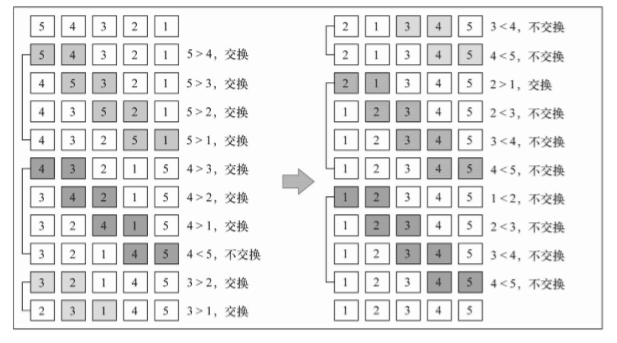 5 4 3 2 1
5 4 3 2 1 5>4，交换
4 5 3 2 1 5>3，交换
4 3 5 2 1 5>2，交换
4 3 2 5 1 5>1，交换
4 3 2 1 5 4>3，交换
3 4 2 1 5 4>2，交换
3 2 4 1 5 4>1，交换
3 2 1 4 5 4<5，不交换
3 2 1 4 5 3>2，交换
2 3 1 4 5 3>1，交换
2 1 3 4 5 3<4，不交换
2 1 3 4 5 4<5，不交换
2 1 3 4 5 2>1，交换
1 2 3 4 5 2<3，不交换
1 2 3 4 5 3<4，不交换
1 2 3 4 5 4<5，不交换
1 2 3 4 5 1<2，不交换
1 2 3 4 5 2<3，不交换
1 2 3 4 5 3<4，不交换
1 2 3 4 5 4<5，不交换
1 2 3 4 5